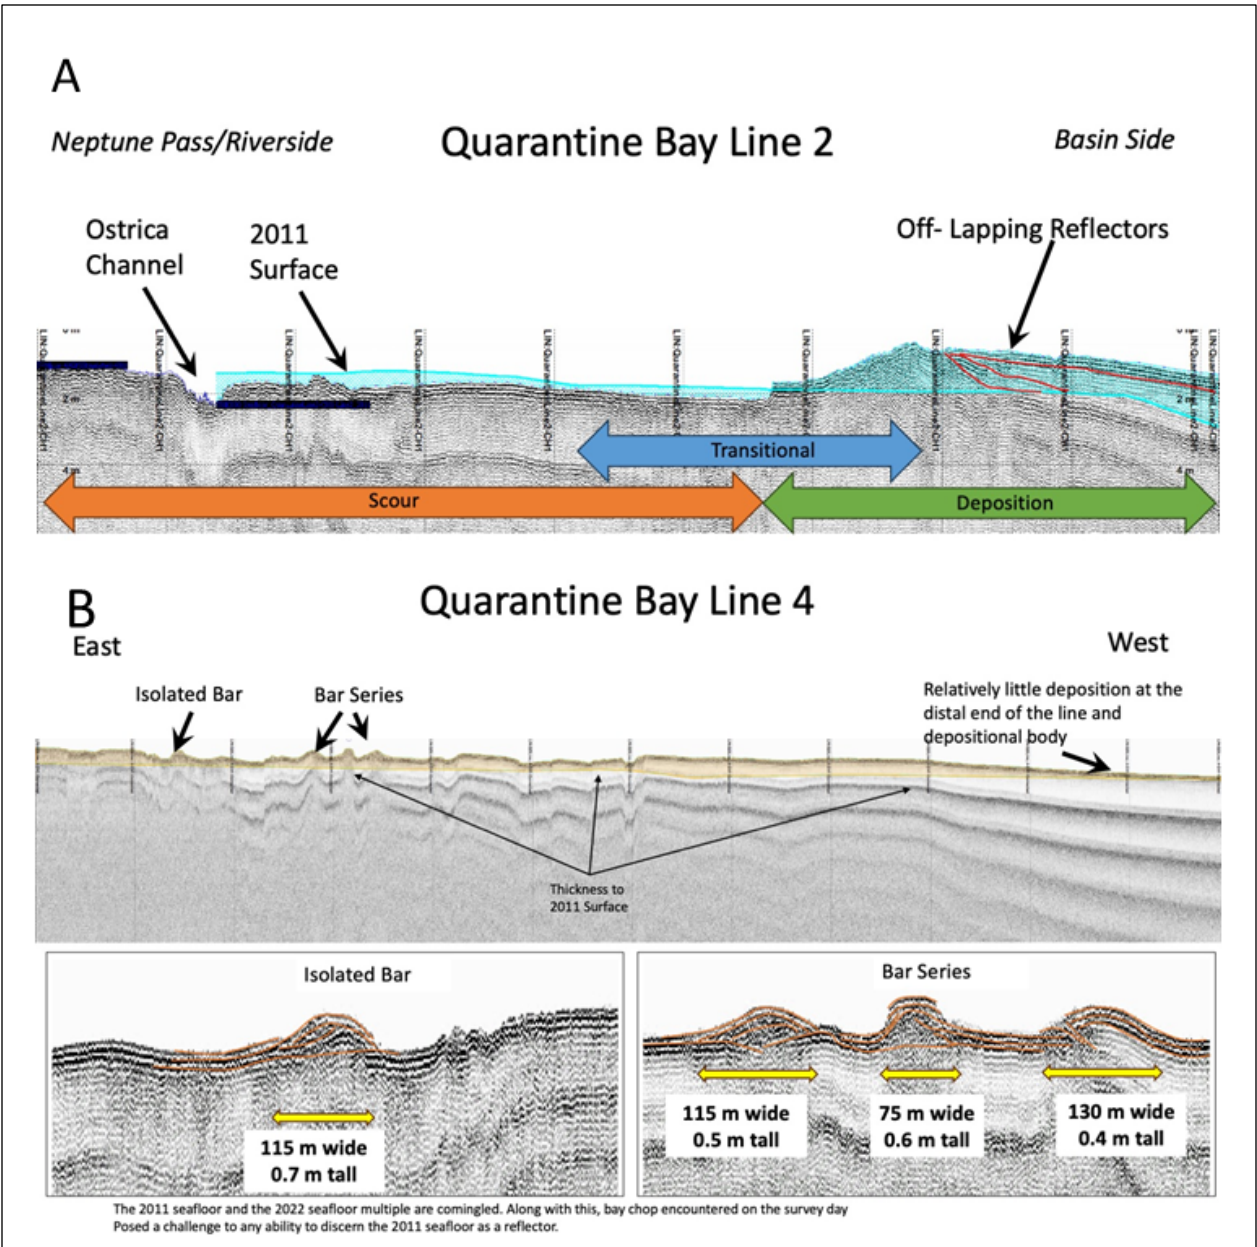 A
Neptune Pass/Riverside
Quarantine Bay Line 2
Basin Side
Ostrica
Channel
2011
Surface
Off- Lapping Reflectors
2 m
2 m
4 m
4 m
Transitional
Scour
Deposition
B
Quarantine Bay Line 4
East
West
Isolated Bar
Bar Series
Relatively little deposition at the
distal end of the line and
depositional body
Thickness to
2011 Surface
Isolated Bar
115 m wide
0.7 m tall
Bar Series
115 m wide
0.5 m tall
75 m wide
0.6 m tall
130 m wide
0.4 m tall
The 2011 seafloor and the 2022 seafloor multiple are comingled. Along with this, bay chop encountered on the survey day
Posed a challenge to any ability to discern the 2011 seafloor as a reflector.